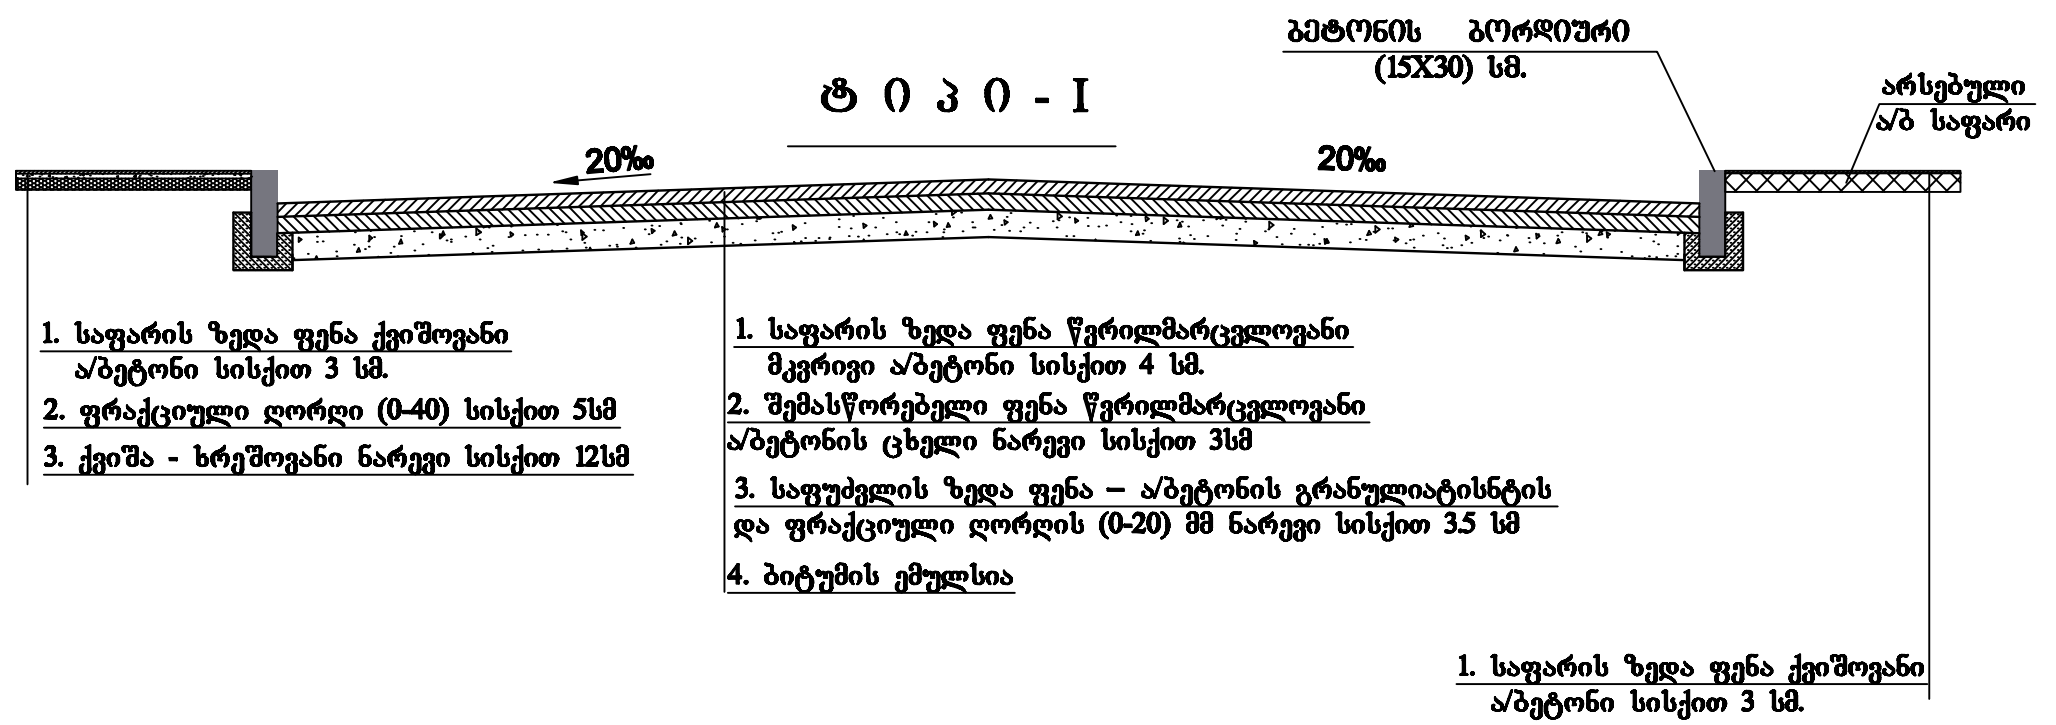 ბეტონის ბორდიური
(15X30) სმ.
ტიპი - I
არსებული
ა/ბ საფარი
20‰
20‰
1. საფარის ზედა ფენა ქვიშოვანი
ა/ბეტონი სისქით 3 სმ.
2. ფრაქციული ღორღი (0-40) სისქით 5სმ
3. ქვიშა - ხრეშოვანი ნარევი სისქით 12სმ
1. საფარის ზედა ფენა წვრილმარცვლოვანი
მკვრივი ა/ბეტონი სისქით 4 სმ.
2. შემასწორებელი ფენა წვრილმარცვლოვანი
ა/ბეტონის ცხელი ნარევი სისქით 3სმ
3. საფუძვლის ზედა ფენა – ა/ბეტონის გრანულიატისნტის
და ფრაქციული ღორღის (0-20) მმ ნარევი სისქით 3.5 სმ
4. ბიტუმის ემულსია
1. საფარის ზედა ფენა ქვიშოვანი
ა/ბეტონი სისქით 3 სმ.